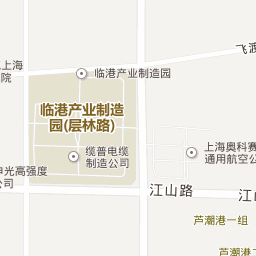 飞渡
上海
院
临港产业制造园
临港产业制造
园(层林路)
缆普电缆
制造公司
申光高强度
公司
上海奥科赛
通用航空公
江山路
江山
芦潮港一组
芦潮港